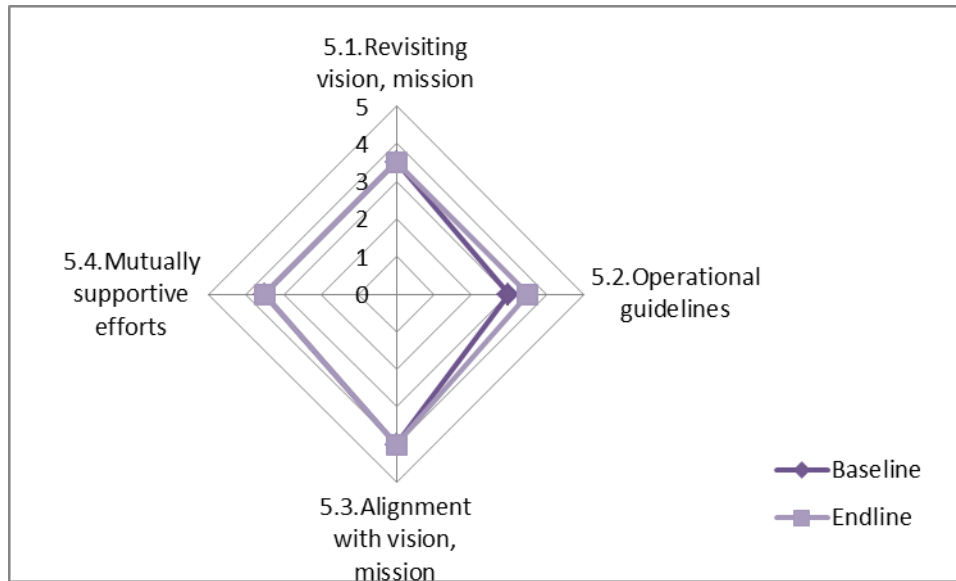 5.1.Revisiting
vision, mission
5
4
3
2
1
0
5.4.Mutually
supportive
efforts
5.2.Operational
guidelines
5.3.Alignment
with vision,
mission
Baseline
Endline